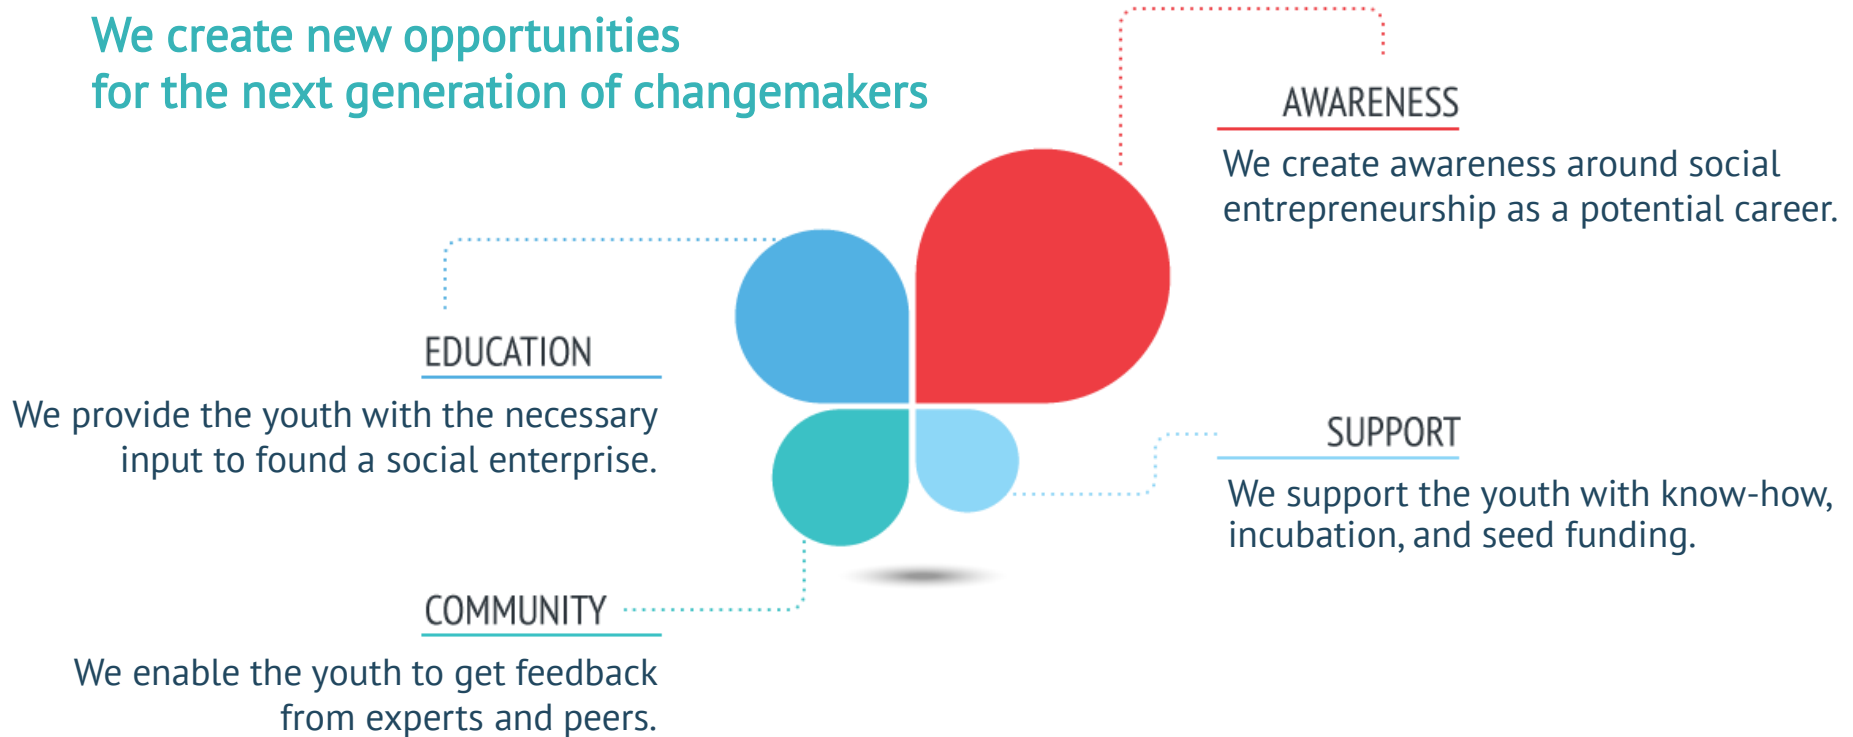 We create new opportunities
for the next generation of changemakers
AWARENESS
We create awareness around social
entrepreneurship as a potential career.
EDUCATION
We provide the youth with the necessary
input to found a social enterprise.
SUPPORT
We support the youth with know-how,
incubation, and seed funding.
COMMUNITY
We enable the youth to get feedback
from experts and peers.